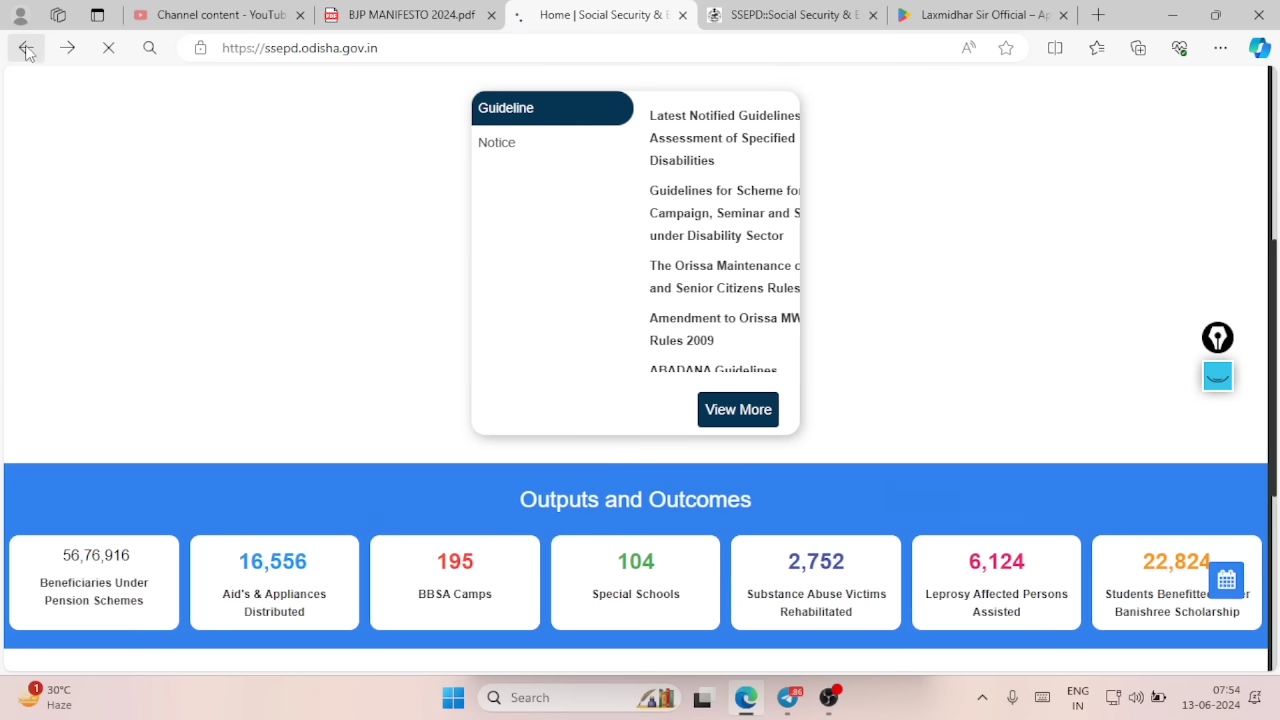 Channel content - YouTub
BJP MANIFESTO 2024.pdf
Home | Social Security & E
SSEPD::Social Security & E
Laxmidhar Sir Official – Ap
https://ssepd.odisha.gov.in
Guideline
Notice
Latest Notified Guidelines
Assessment of Specified
Disabilities
Guidelines for Scheme for
Campaign, Seminar and S
under Disability Sector
The Orissa Maintenance o
and Senior Citizens Rules
Amendment to Orissa MW
Rules 2009
ABADANA Guidelines
View More
Outputs and Outcomes
56,76,916
Beneficiaries Under
Pension Schemes
16,556
Aid's & Appliances
Distributed
195
BBSA Camps
104
Special Schools
2,752
Substance Abuse Victims
Rehabilitated
6,124
Leprosy Affected Persons
Assisted
22,824
Students Benefitted r
Banishree Scholarship
1
30°C
Haze
Search
86
ENG
IN
07:54
13-06-2024